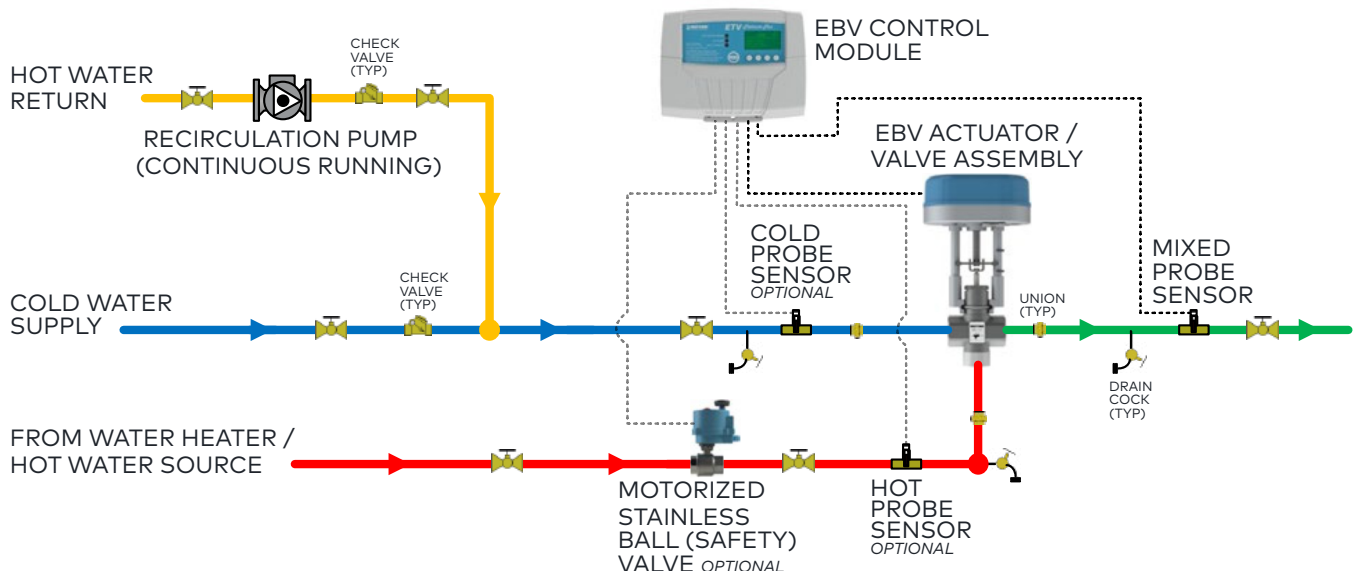 EBV CONTROL
MODULE
ETV
CHECK
VALVE
(TYP)
HOT WATER
RETURN
RECIRCULATION PUMP
(CONTINUOUS RUNNING)
EBV ACTUATOR /
VALVE ASSEMBLY
COLD
PROBE
SENSOR
OPTIONAL
MIXED
PROBE
SENSOR
CHECK
VALVE
(TYP)
UNION
(TYP)
COLD WATER
SUPPLY
DRAIN
COCK
(TYP)
FROM WATER HEATER /
HOT WATER SOURCE
MOTORIZED
STAINLESS
BALL (SAFETY)
VALVE OPTIONAL
HOT
PROBE
SENSOR
OPTIONAL